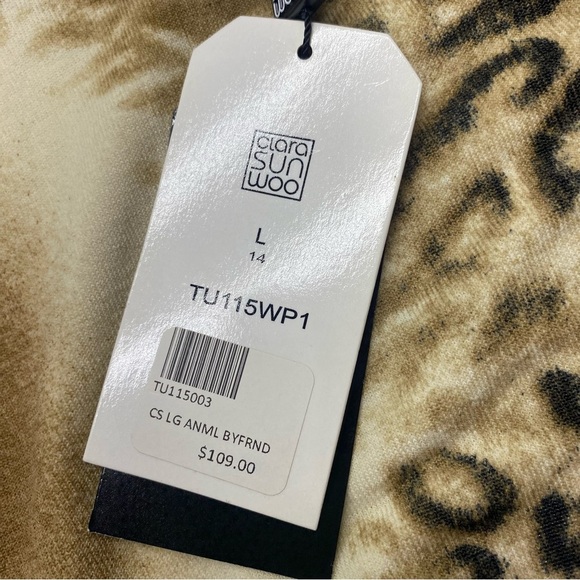 clara
SUN
WOO
L
14
TU115WP1
TU115003
CS LG ANML BYFRND
$109.00